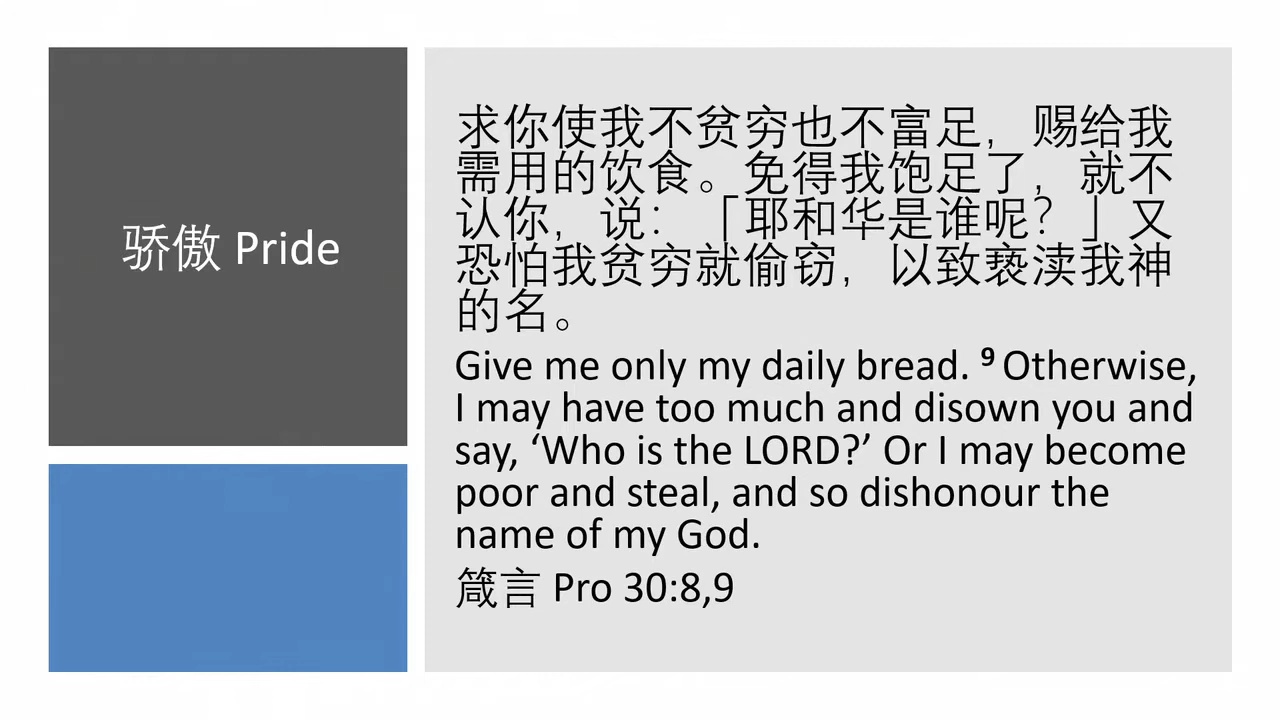 骄傲 Pride
求你使我不贫穷也不富足，赐给我
需用的饮食。免得我饱足了，就不
认你，说：「耶和华是谁呢？」又
恐怕我贫穷就偷窃，以致亵渎我神
的名。
Give me only my daily bread. ⁹ Otherwise,
I may have too much and disown you and
say, ‘Who is the LORD?’ Or I may become
poor and steal, and so dishonour the
name of my God.
箴言 Pro 30:8,9